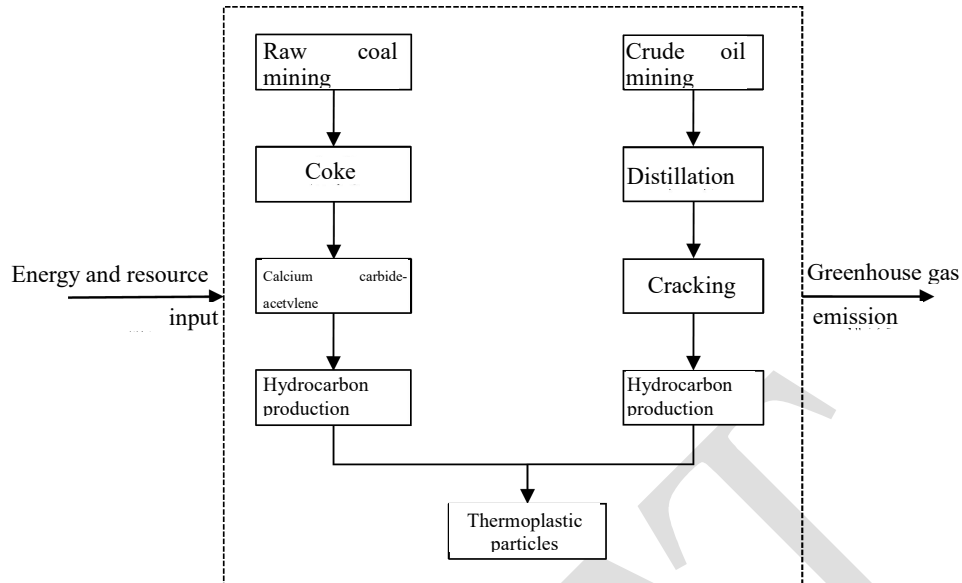 Raw coal
mining
Crude oil
mining
Coke
Distillation
Energy and resource
input
Calcium carbide-
acetvlene
Cracking
Greenhouse gas
emission
Hydrocarbon
production
Hydrocarbon
production
Thermoplastic
particles